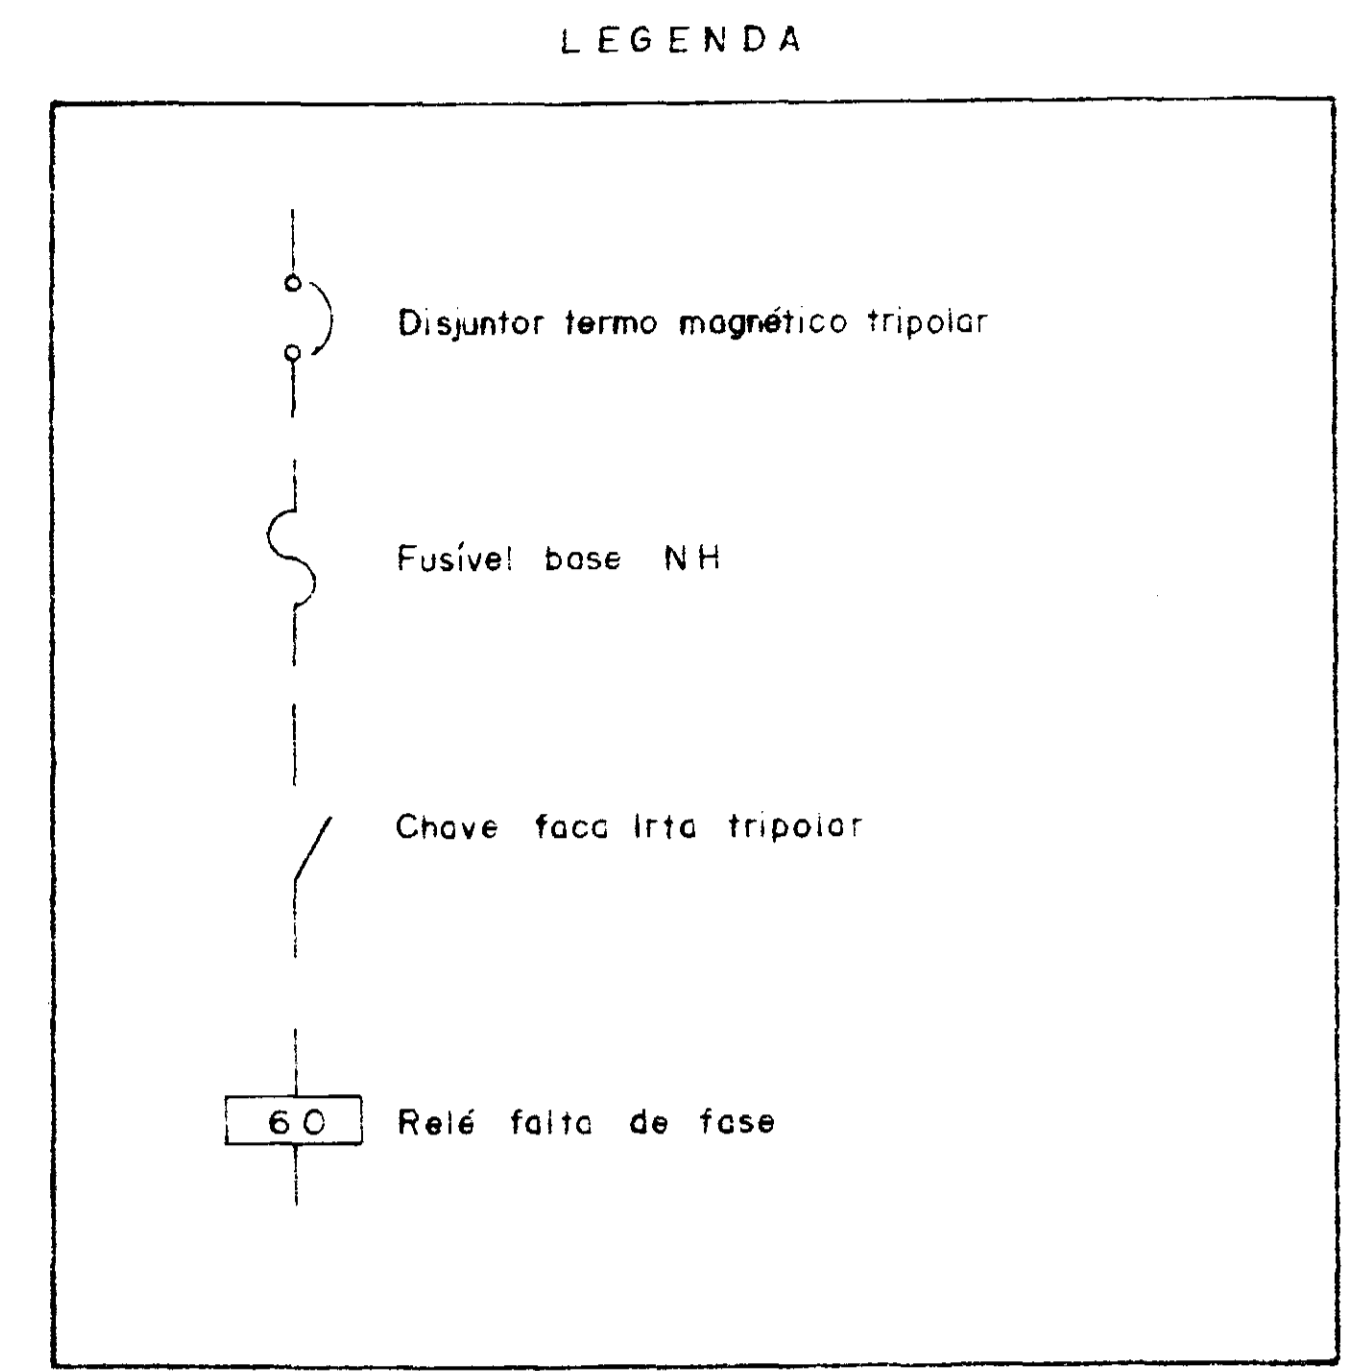 LEGENDA
Disjuntor termo magnético tripolar
Fusível base NH
Chave faca Irta tripolar
60
Relé falta de fase